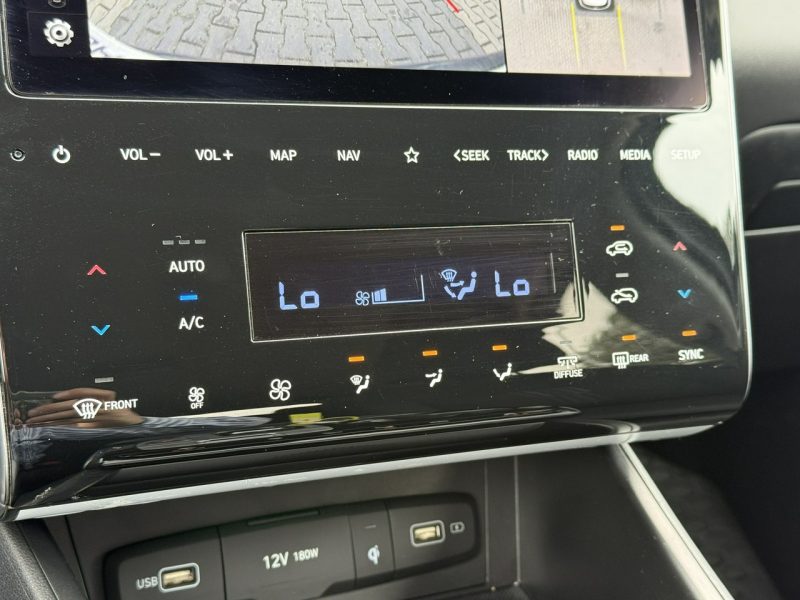 VOL− VOL+ MAP NAV ☆ <SEEK TRACK> RADIO MEDIA SETUP
AUTO
A/C
Lo Lo
FRONT
OFF
DIFFUSE
REAR
SYNC
USB
12V 180W